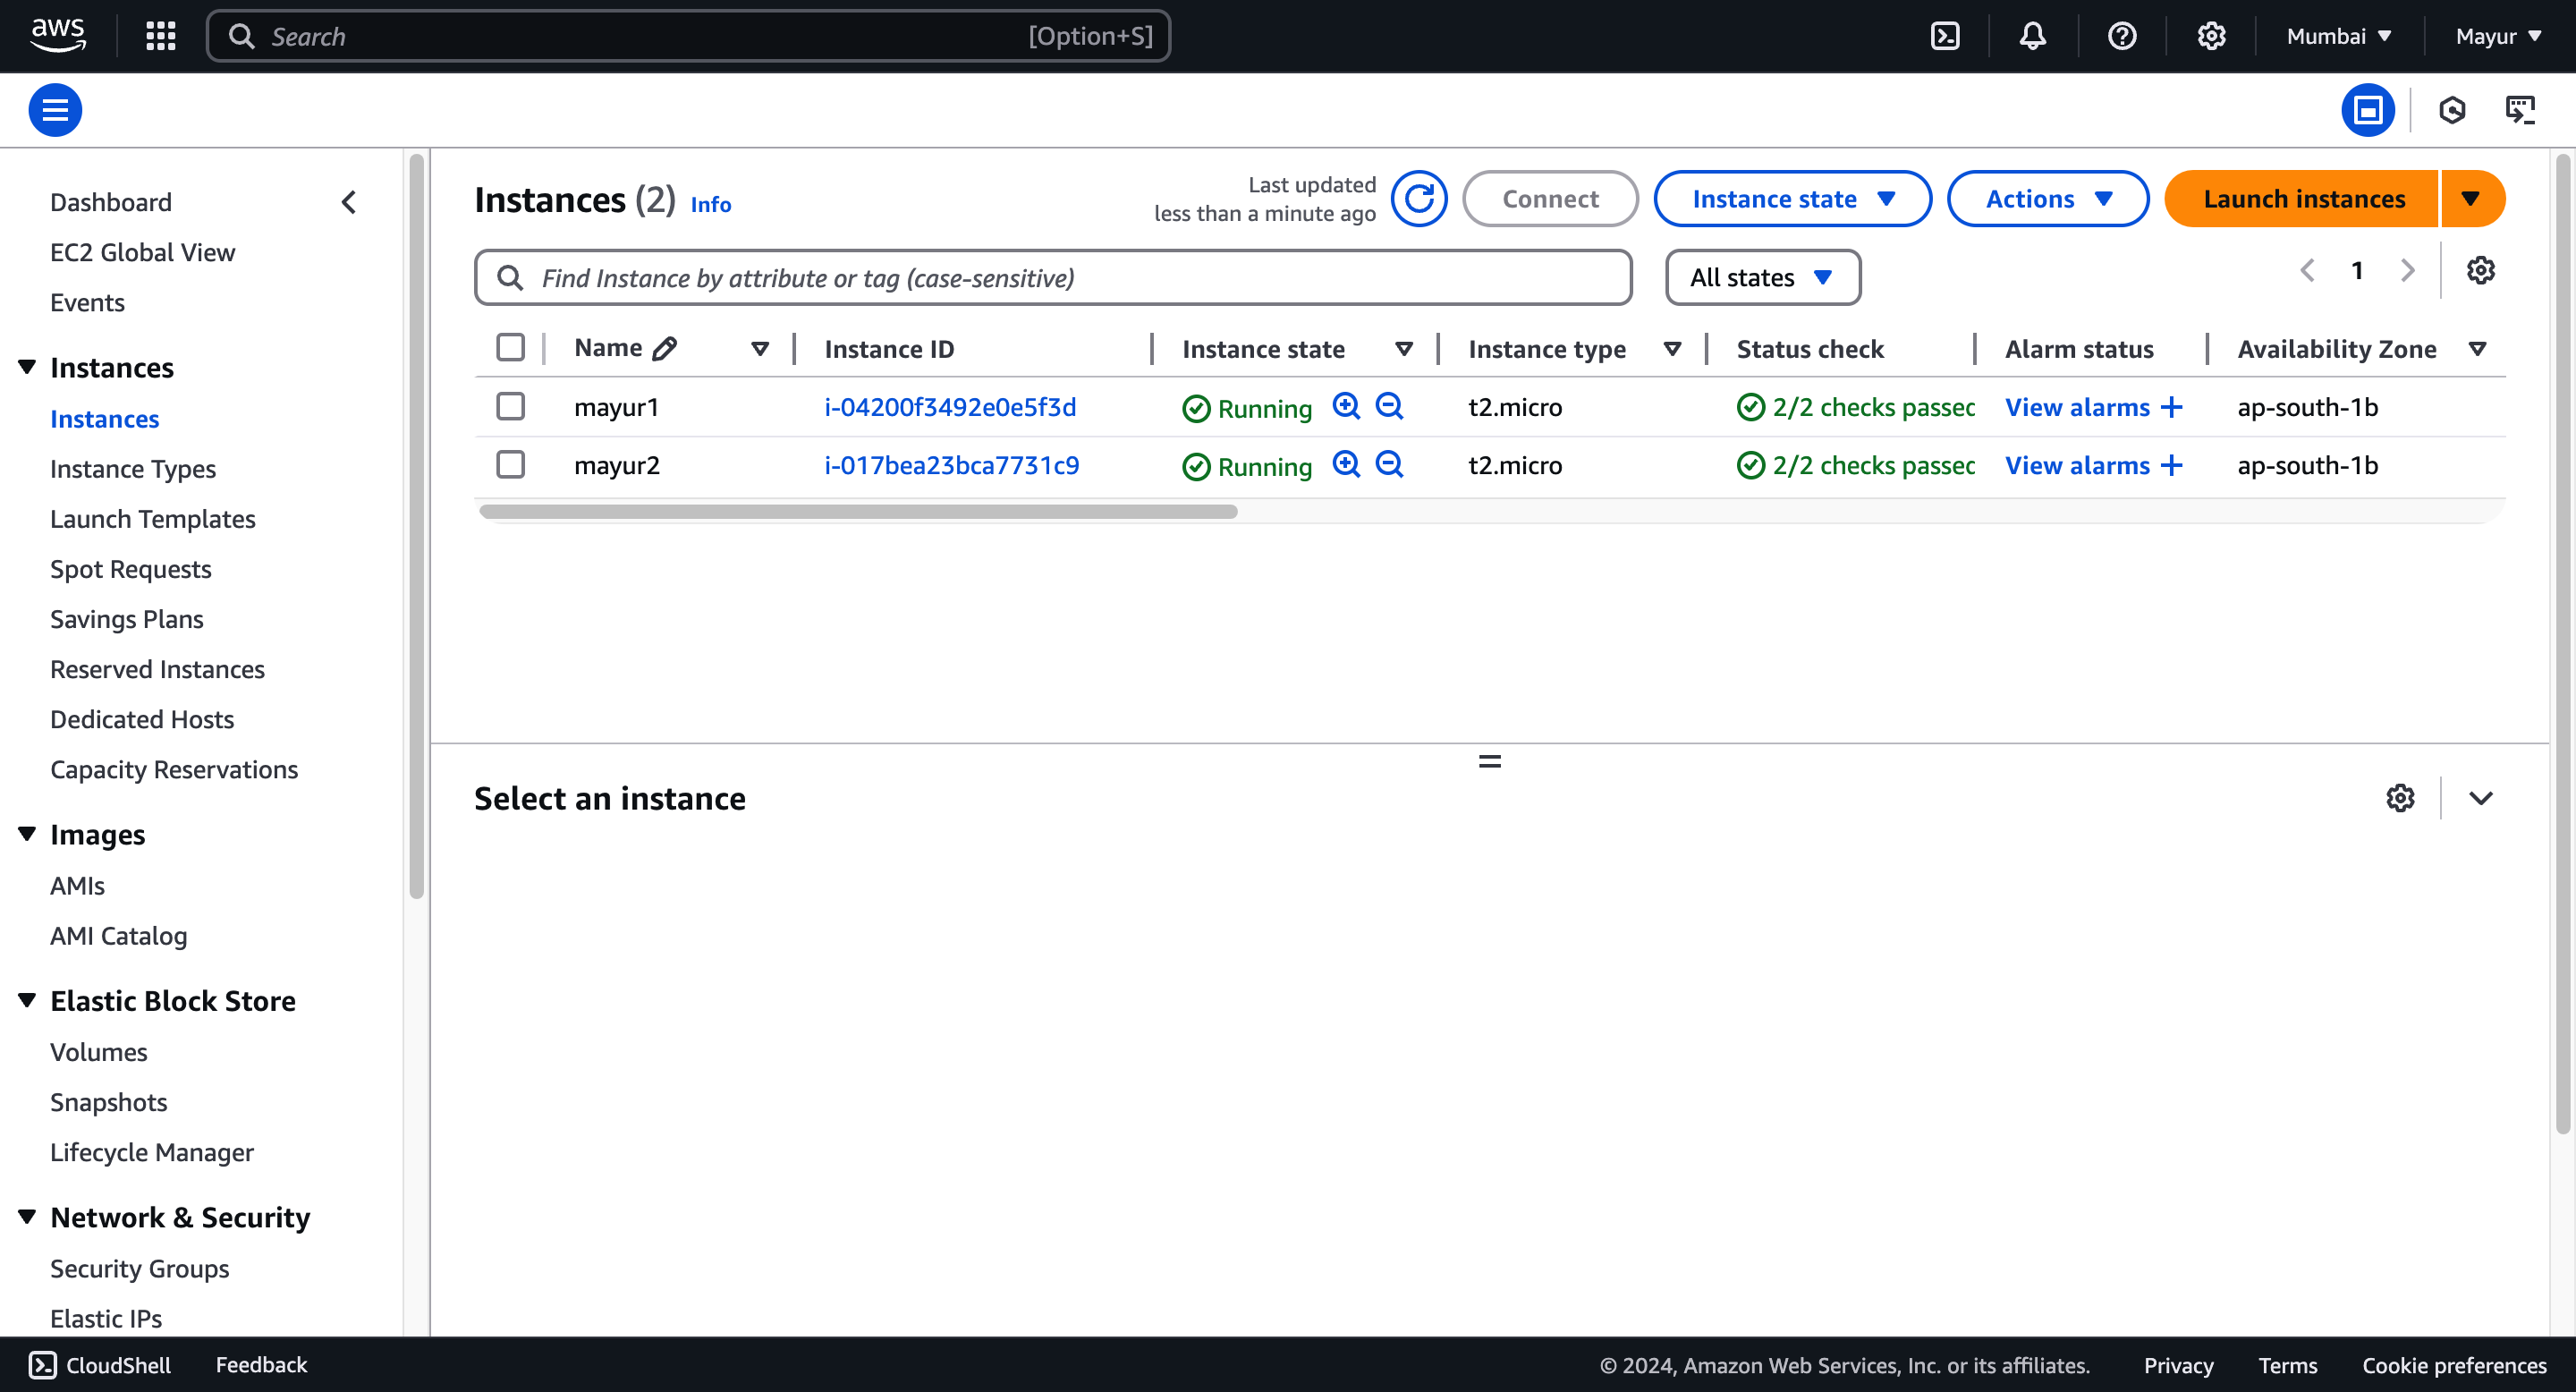 aws
Search [Option+S]
Mumbai
Mayur
Dashboard
EC2 Global View
Events
Instances
Instances
Instance Types
Launch Templates
Spot Requests
Savings Plans
Reserved Instances
Dedicated Hosts
Capacity Reservations
Images
AMIs
AMI Catalog
Elastic Block Store
Volumes
Snapshots
Lifecycle Manager
Network & Security
Security Groups
Elastic IPs
Instances (2) Info
Last updated
less than a minute ago
Connect
Instance state
Actions
Launch instances
Find Instance by attribute or tag (case-sensitive)
All states
1
Name Instance ID Instance state Instance type Status check Alarm status Availability Zone
mayur1 i-04200f3492e0e5f3d Running t2.micro 2/2 checks passec View alarms + ap-south-1b
mayur2 i-017bea23bca7731c9 Running t2.micro 2/2 checks passec View alarms + ap-south-1b
Select an instance
CloudShell Feedback © 2024, Amazon Web Services, Inc. or its affiliates. Privacy Terms Cookie preferences